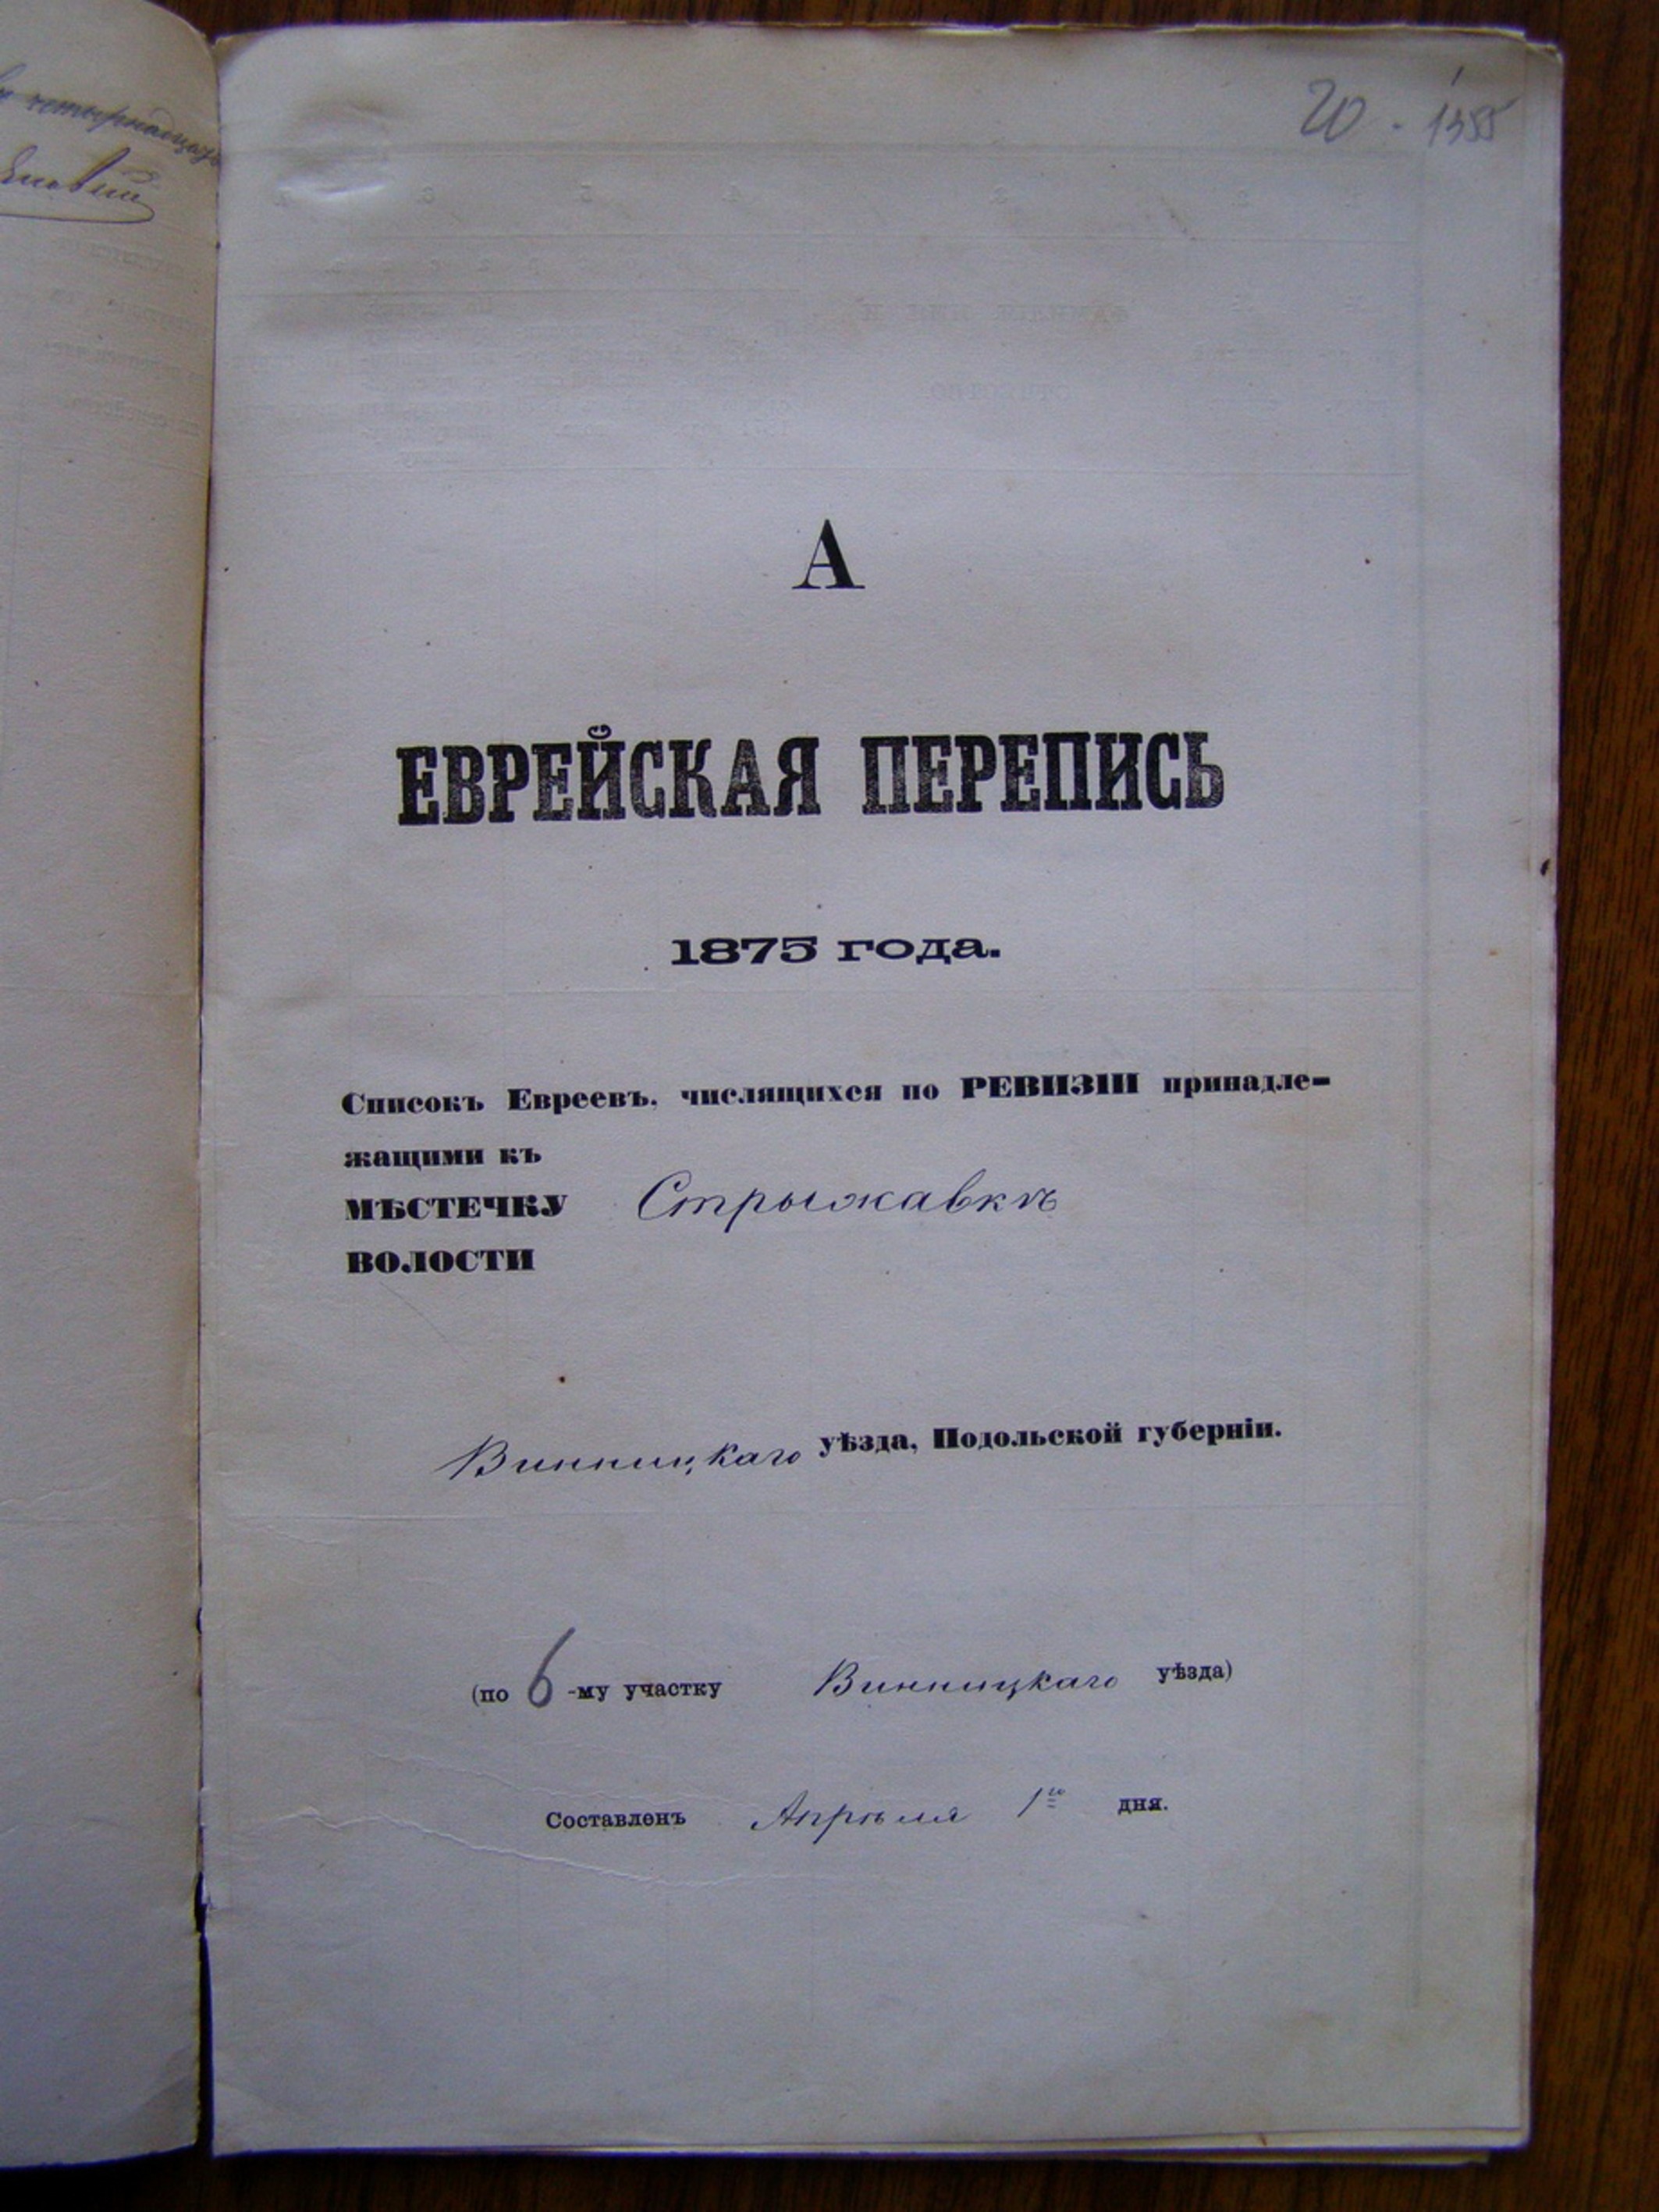 четырнадцать
20 - 1355
А
ЕВРЕЙСКАЯ ПЕРЕПИСЬ
1875 года.
Списокъ Евреевъ, числящихся по РЕВИЗІИ принадле-
жащими къ
МѢСТЕЧКУ Стрыжавкѣ
ВОЛОСТИ
Винницкаго уѣзда, Подольской губерніи.
(по 6-му участку Винницкаго уѣзда)
Составленъ Апрѣля 1го дня.